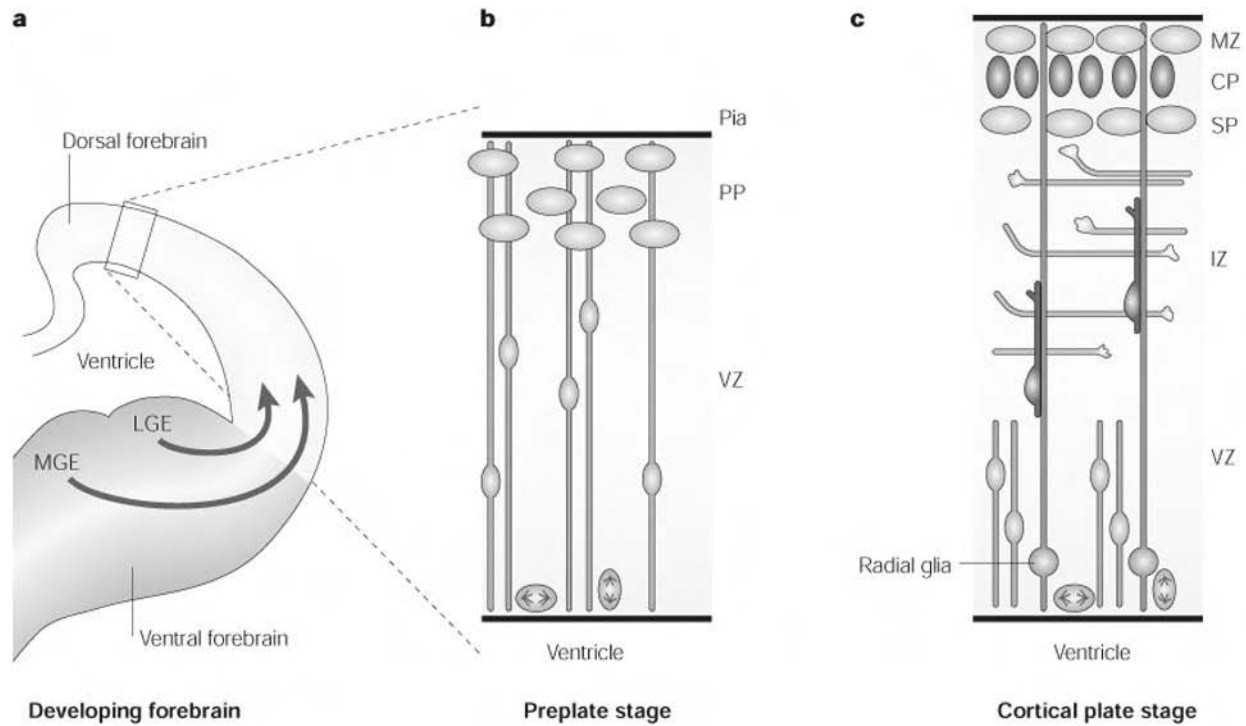 a
Dorsal forebrain
Ventricle
LGE
MGE
Ventral forebrain
Developing forebrain
b
Pia
PP
VZ
Ventricle
Preplate stage
c
MZ
CP
SP
IZ
VZ
Radial glia
Ventricle
Cortical plate stage